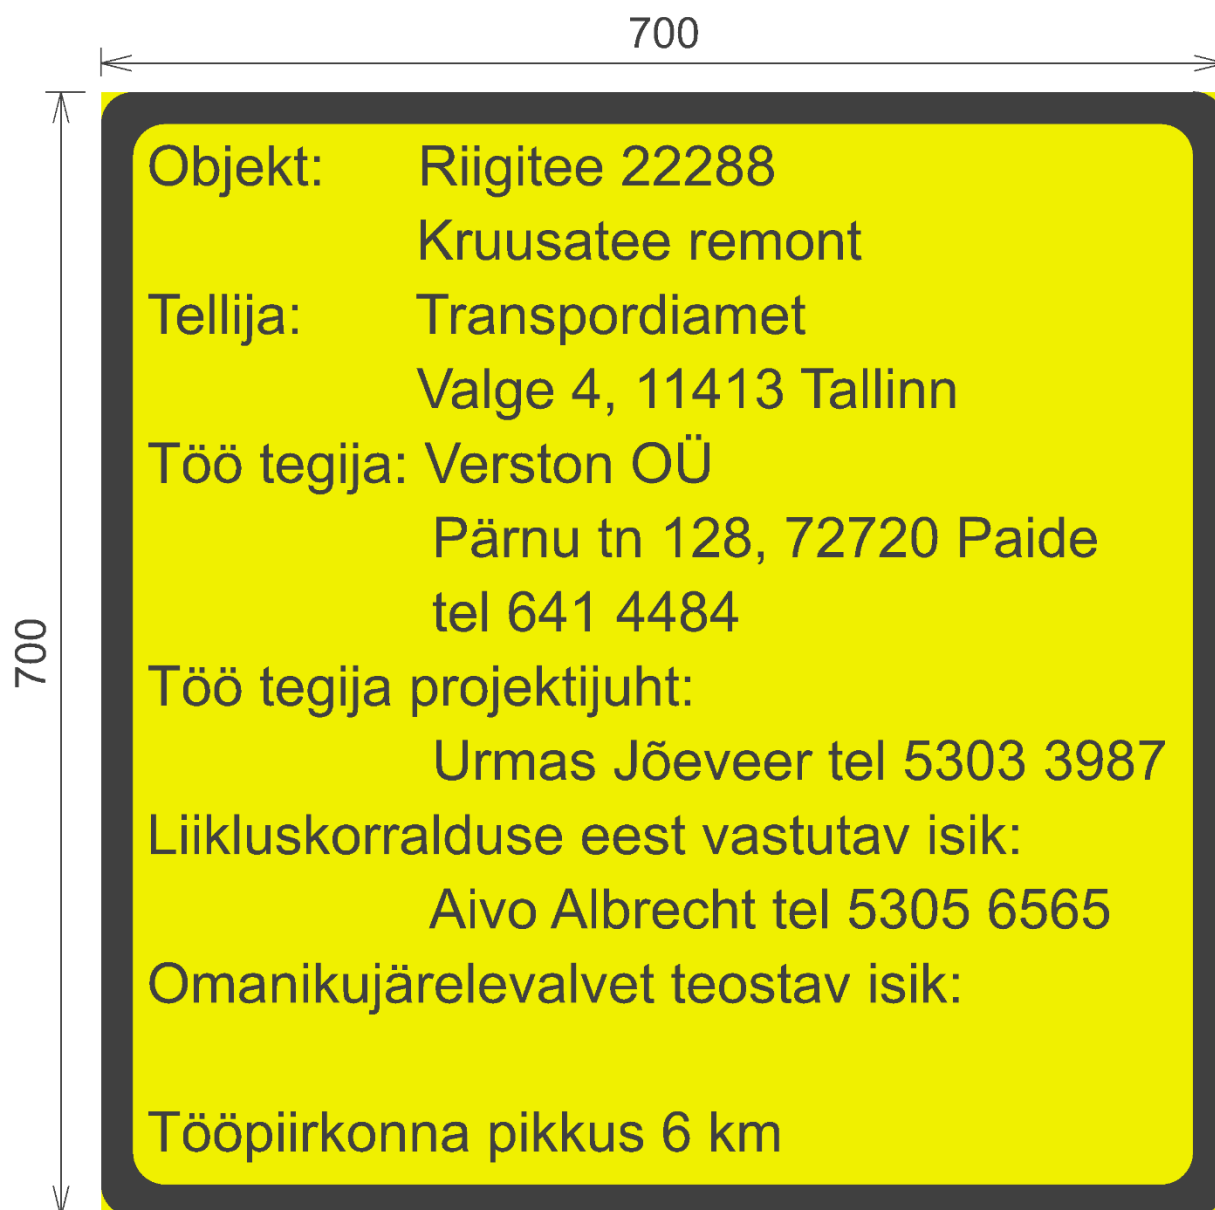 700
700
Objekt: Riigitee 22288
Kruusatee remont
Tellija: Transpordiamet
Valge 4, 11413 Tallinn
Töö tegija: Verston OÜ
Pärnu tn 128, 72720 Paide
tel 641 4484
Töö tegija projektijuht:
Urmas Jõeveer tel 5303 3987
Liikluskorralduse eest vastutav isik:
Aivo Albrecht tel 5305 6565
Omanikujärelevalvet teostav isik:
Tööpiirkonna pikkus 6 km